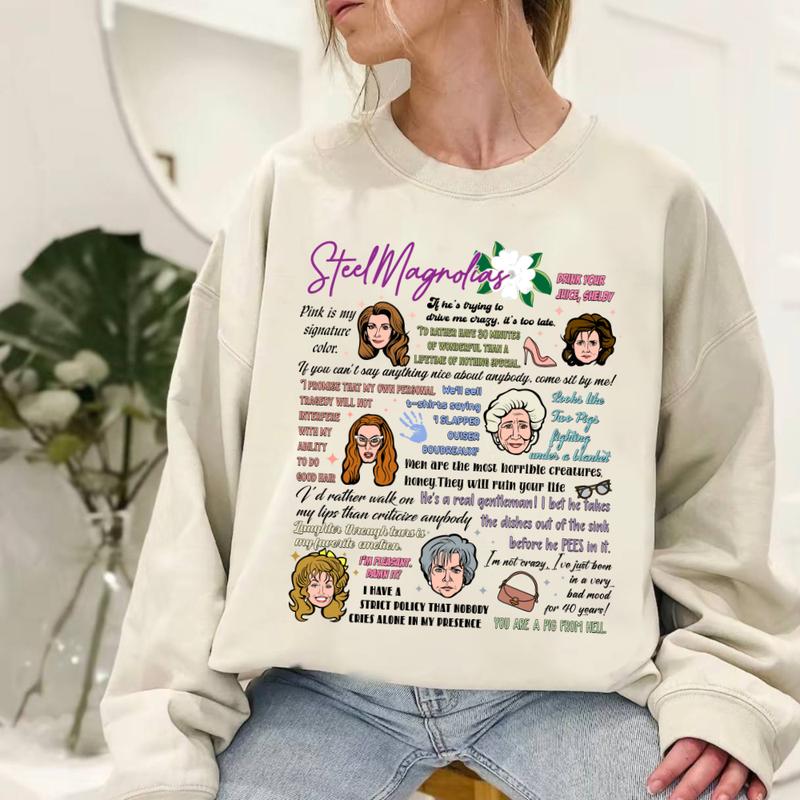 Steel Magnolias
DRINK YOUR
JUICE, SHELBY
Pink is my
signature
color.
If he's trying to
drive me crazy, it's too late.
"I'D RATHER HAVE 30 MINUTES
OF WONDERFUL THAN A
LIFETIME OF NOTHING SPECIAL.
If you can't say anything nice about anybody, come sit by me!
"I PROMISE THAT MY OWN PERSONAL
TRAGEDY WILL NOT
INTERFERE
WITH MY
ABILITY
TO DO
GOOD HAIR
We'll sell
t-shirts saying
"I SLAPPED
OUISER
BOUDREAUX"
Looks like
Two Pigs
fighting
under a blanket
Men are the most horrible creatures,
honey.They will ruin your life
I'd rather walk on
my lips than criticize anybody
He's a real gentleman! I bet he takes
the dishes out of the sink
before he PEES in it.
Laughter through tears is
my favorite emotion.
I'M PLEASANT,
DAMN IT!
I'm not crazy, I've just been
in a very
bad mood
for 40 years!
I HAVE A
STRICT POLICY THAT NOBODY
CRIES ALONE IN MY PRESENCE
YOU ARE A PIG FROM HELL.